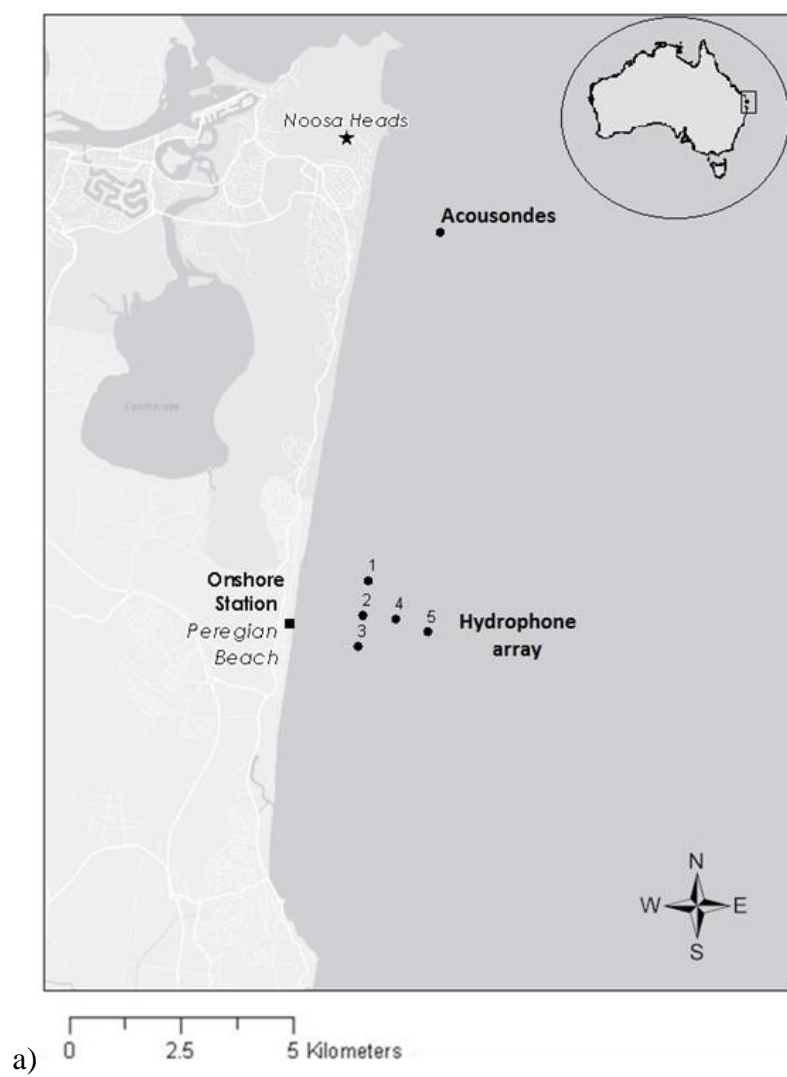 Noosa Heads
Acousondes
1
2
4
5
3
Onshore
Station
Peregian
Beach
Hydrophone
array
N
W
E
S
a)
0
2.5
5 Kilometers